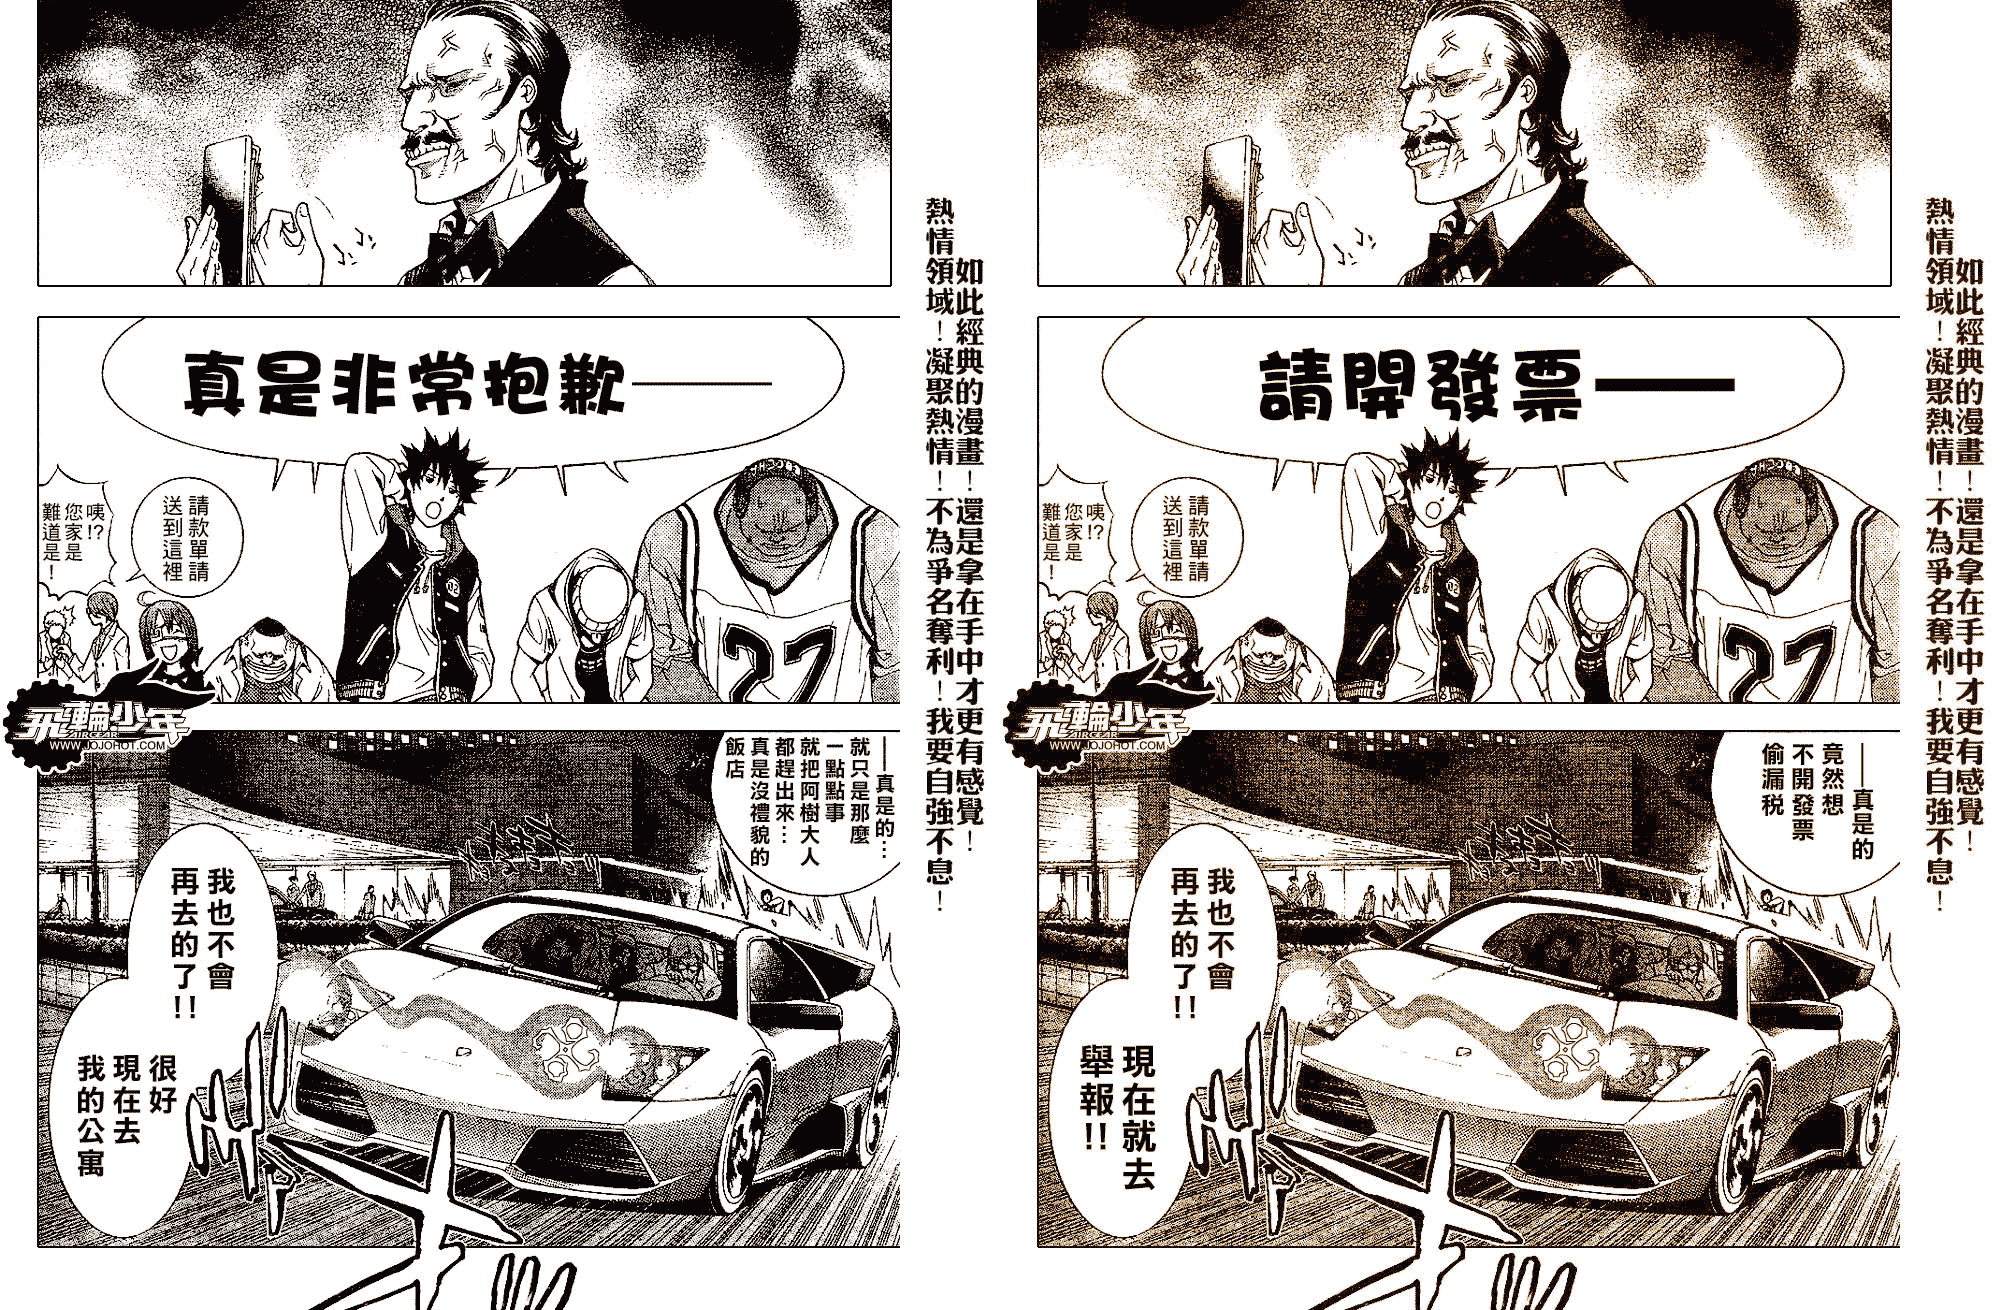 真是非常抱歉——
請款單請
送到這裡
咦!?
您家是
難道是！
飛輪少年
AIRGEAR
WWW.JOJOHOT.COM
——真是的…
就只是那麼
一點點事
就把阿樹大人
都趕出來…
真是沒禮貌的
飯店
我也不會
再去的了!!
很好
現在去
我的公寓
如此經典的漫畫！還是拿在手中才更有感覺！
熱情領域！凝聚熱情！不為爭名奪利！我要自強不息！
請開發票——
請款單請
送到這裡
咦!?
您家是
難道是！
飛輪少年
AIRGEAR
WWW.JOJOHOT.COM
——真是的
竟然想
不開發票
偷漏税
我也不會
再去的了!!
現在就去
舉報!!
如此經典的漫畫！還是拿在手中才更有感覺！
熱情領域！凝聚熱情！不為爭名奪利！我要自強不息！